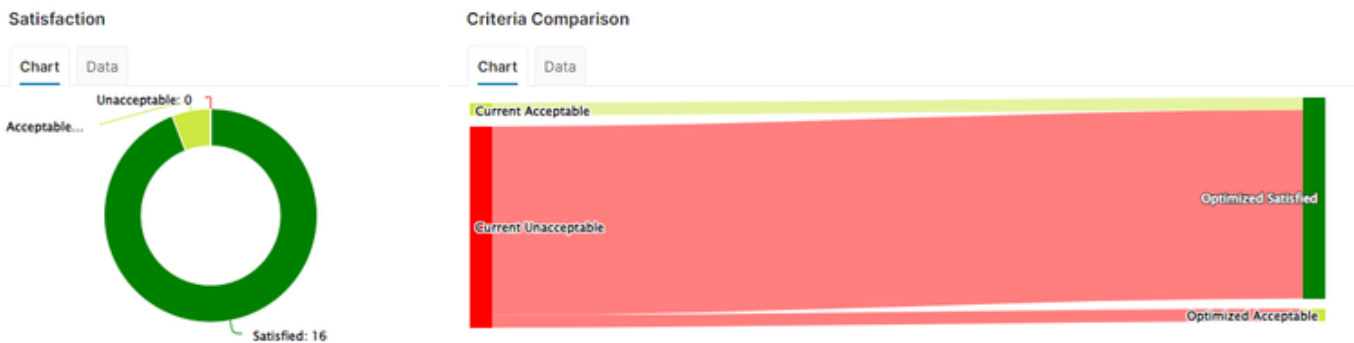 Satisfaction
Chart
Data
Unacceptable: 0
Acceptable...
Satisfied: 16
Criteria Comparison
Chart
Data
Current Acceptable
Current Unacceptable
Optimized Satisfied
Optimized Acceptable